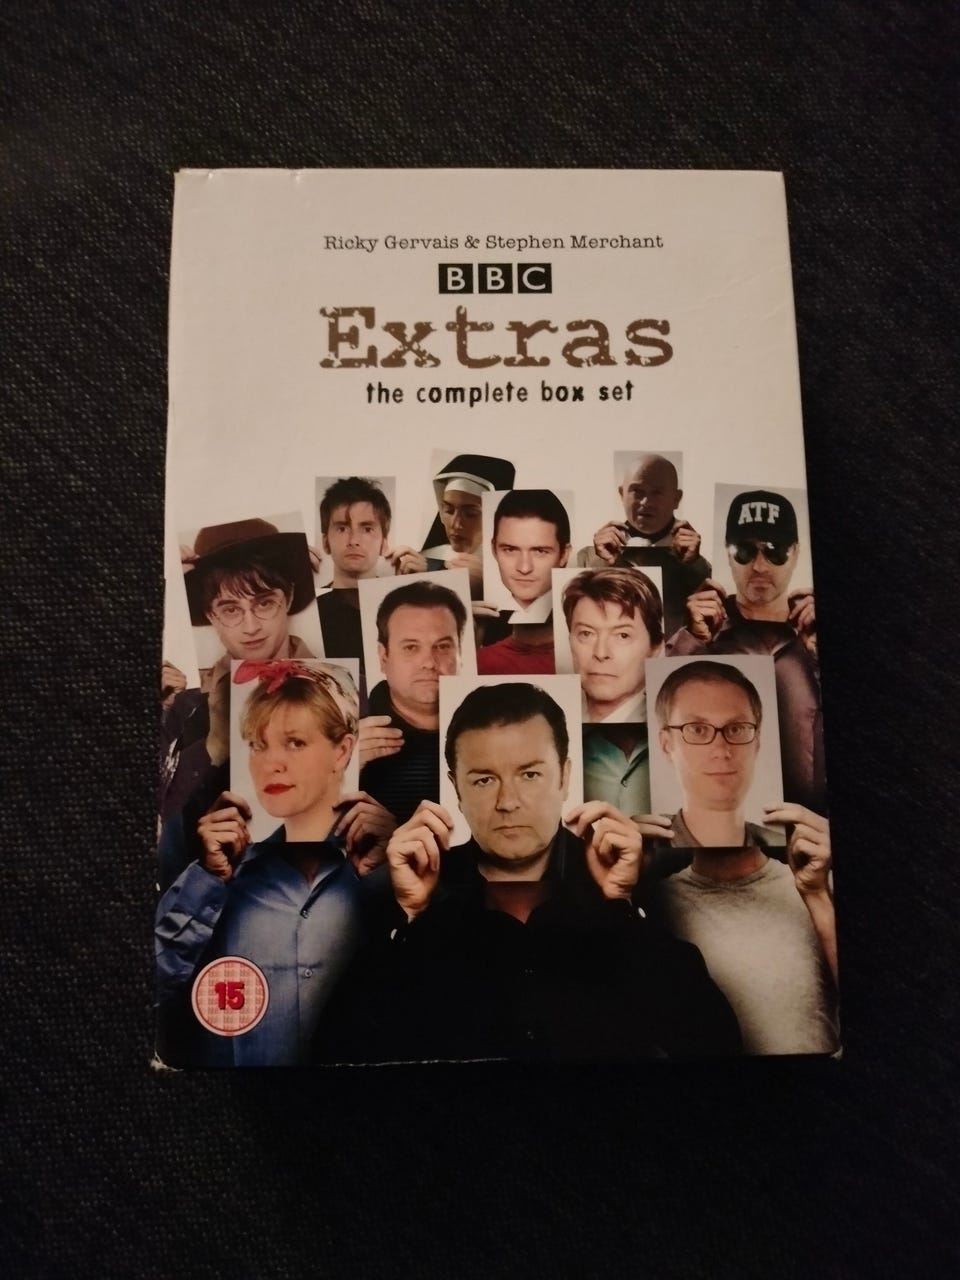 Ricky Gervais & Stephen Merchant
BBC
Extras
the complete box set
ATF
15